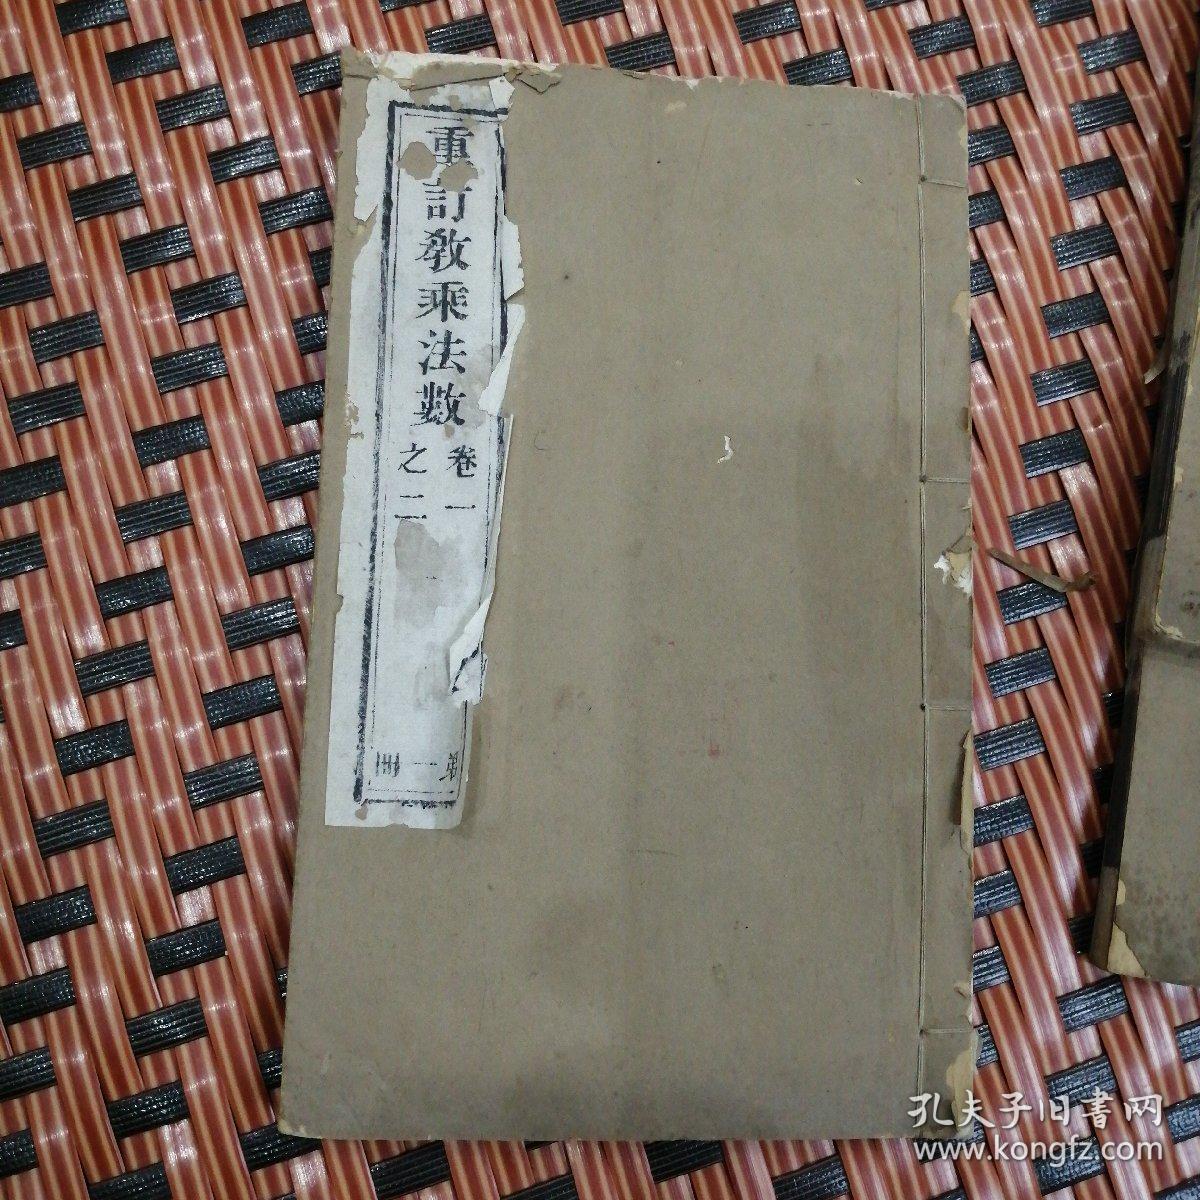 重訂教乘法數
卷一
之二
第一冊
孔夫子旧書网
www.kongfz.com